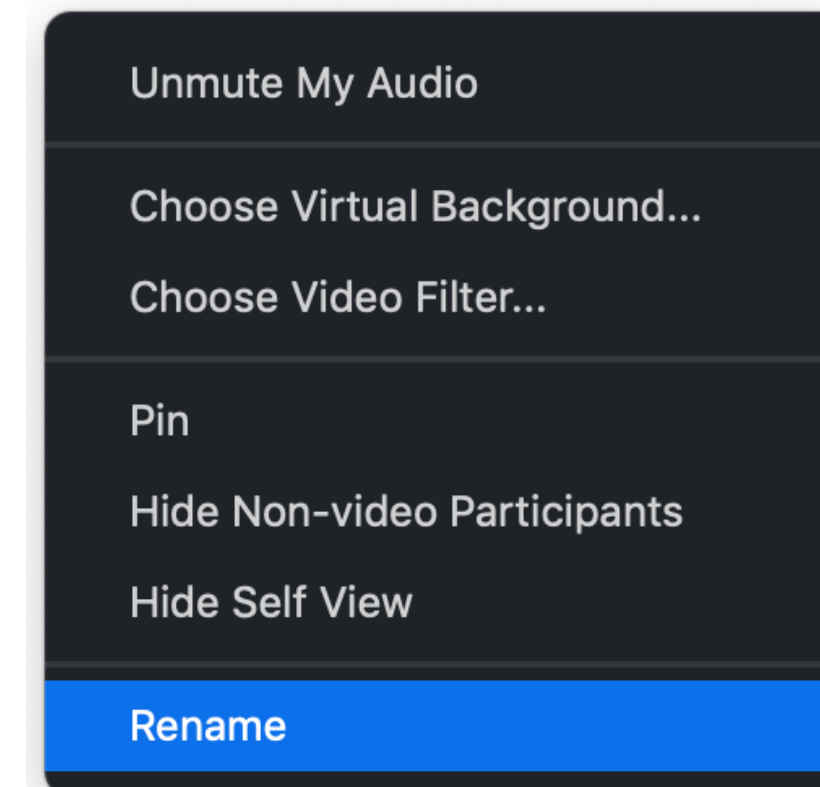 Unmute My Audio
Choose Virtual Background...
Choose Video Filter...
Pin
Hide Non-video Participants
Hide Self View
Rename